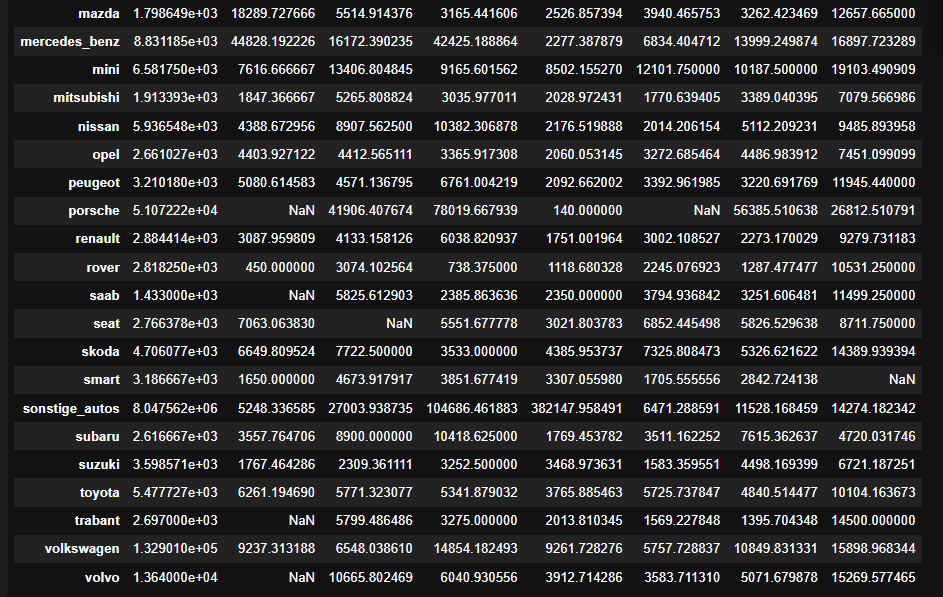 mazda 1.798649e+03 18289.727666 5514.914376 3165.441606 2526.857394 3940.465753 3262.423469 12657.665000
mercedes_benz 8.831185e+03 44828.192226 16172.390235 42425.188864 2277.387879 6834.404712 13999.249874 16897.723289
mini 6.581750e+03 7616.666667 13406.804845 9165.601562 8502.155270 12101.750000 10187.500000 19103.490909
mitsubishi 1.913393e+03 1847.366667 5265.808824 3035.977011 2028.972431 1770.639405 3389.040395 7079.566986
nissan 5.936548e+03 4388.672956 8907.562500 10382.306878 2176.519888 2014.206154 5112.209231 9485.893958
opel 2.661027e+03 4403.927122 4412.565111 3365.917308 2060.053145 3272.685464 4486.983912 7451.099099
peugeot 3.210180e+03 5080.614583 4571.136795 6761.004219 2092.662002 3392.961985 3220.691769 11945.440000
porsche 5.107222e+04 NaN 41906.407674 78019.667939 140.000000 NaN 56385.510638 26812.510791
renault 2.884414e+03 3087.959809 4133.158126 6038.820937 1751.001964 3002.108527 2273.170029 9279.731183
rover 2.818250e+03 450.000000 3074.102564 738.375000 1118.680328 2245.076923 1287.477477 10531.250000
saab 1.433000e+03 NaN 5825.612903 2385.863636 2350.000000 3794.936842 3251.606481 11499.250000
seat 2.766378e+03 7063.063830 NaN 5551.677778 3021.803783 6852.445498 5826.529638 8711.750000
skoda 4.706077e+03 6649.809524 7722.500000 3533.000000 4385.953737 7325.808473 5326.621622 14389.939394
smart 3.186667e+03 1650.000000 4673.917917 3851.677419 3307.055980 1705.555556 2842.724138 NaN
sonstige_autos 8.047562e+06 5248.336585 27003.938735 104686.461883 382147.958491 6471.288591 11528.168459 14274.182342
subaru 2.616667e+03 3557.764706 8900.000000 10418.625000 1769.453782 3511.162252 7615.362637 4720.031746
suzuki 3.598571e+03 1767.464286 2309.361111 3252.500000 3468.973631 1583.359551 4498.169399 6721.187251
toyota 5.477727e+03 6261.194690 5771.323077 5341.879032 3765.885463 5725.737847 4840.514477 10104.163673
trabant 2.697000e+03 NaN 5799.486486 3275.000000 2013.810345 1569.227848 1395.704348 14500.000000
volkswagen 1.329010e+05 9237.313188 6548.038610 14854.182493 9261.728276 5757.728837 10849.831331 15898.968344
volvo 1.364000e+04 NaN 10665.802469 6040.930556 3912.714286 3583.711310 5071.679878 15269.577465